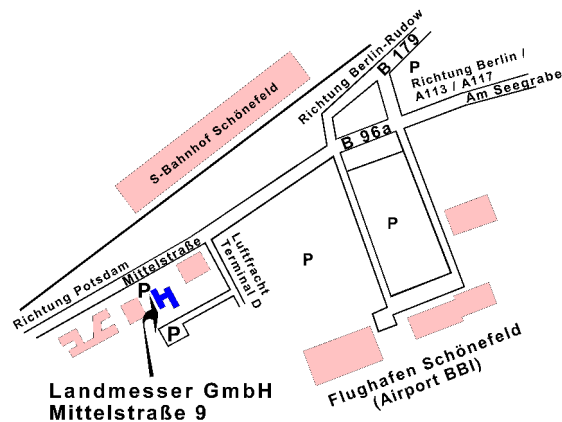 Richtung Berlin-Rudow
B 179
P
Richtung Berlin /
A113 / A117
Am Seegrabe
S-Bahnhof Schönefeld
B 96a
P
P
Mittelstraße
Luftfracht
Terminal D
Richtung Potsdam
P
H
P
Flughafen Schönefeld
(Airport BBI)
Landmesser GmbH
Mittelstraße 9